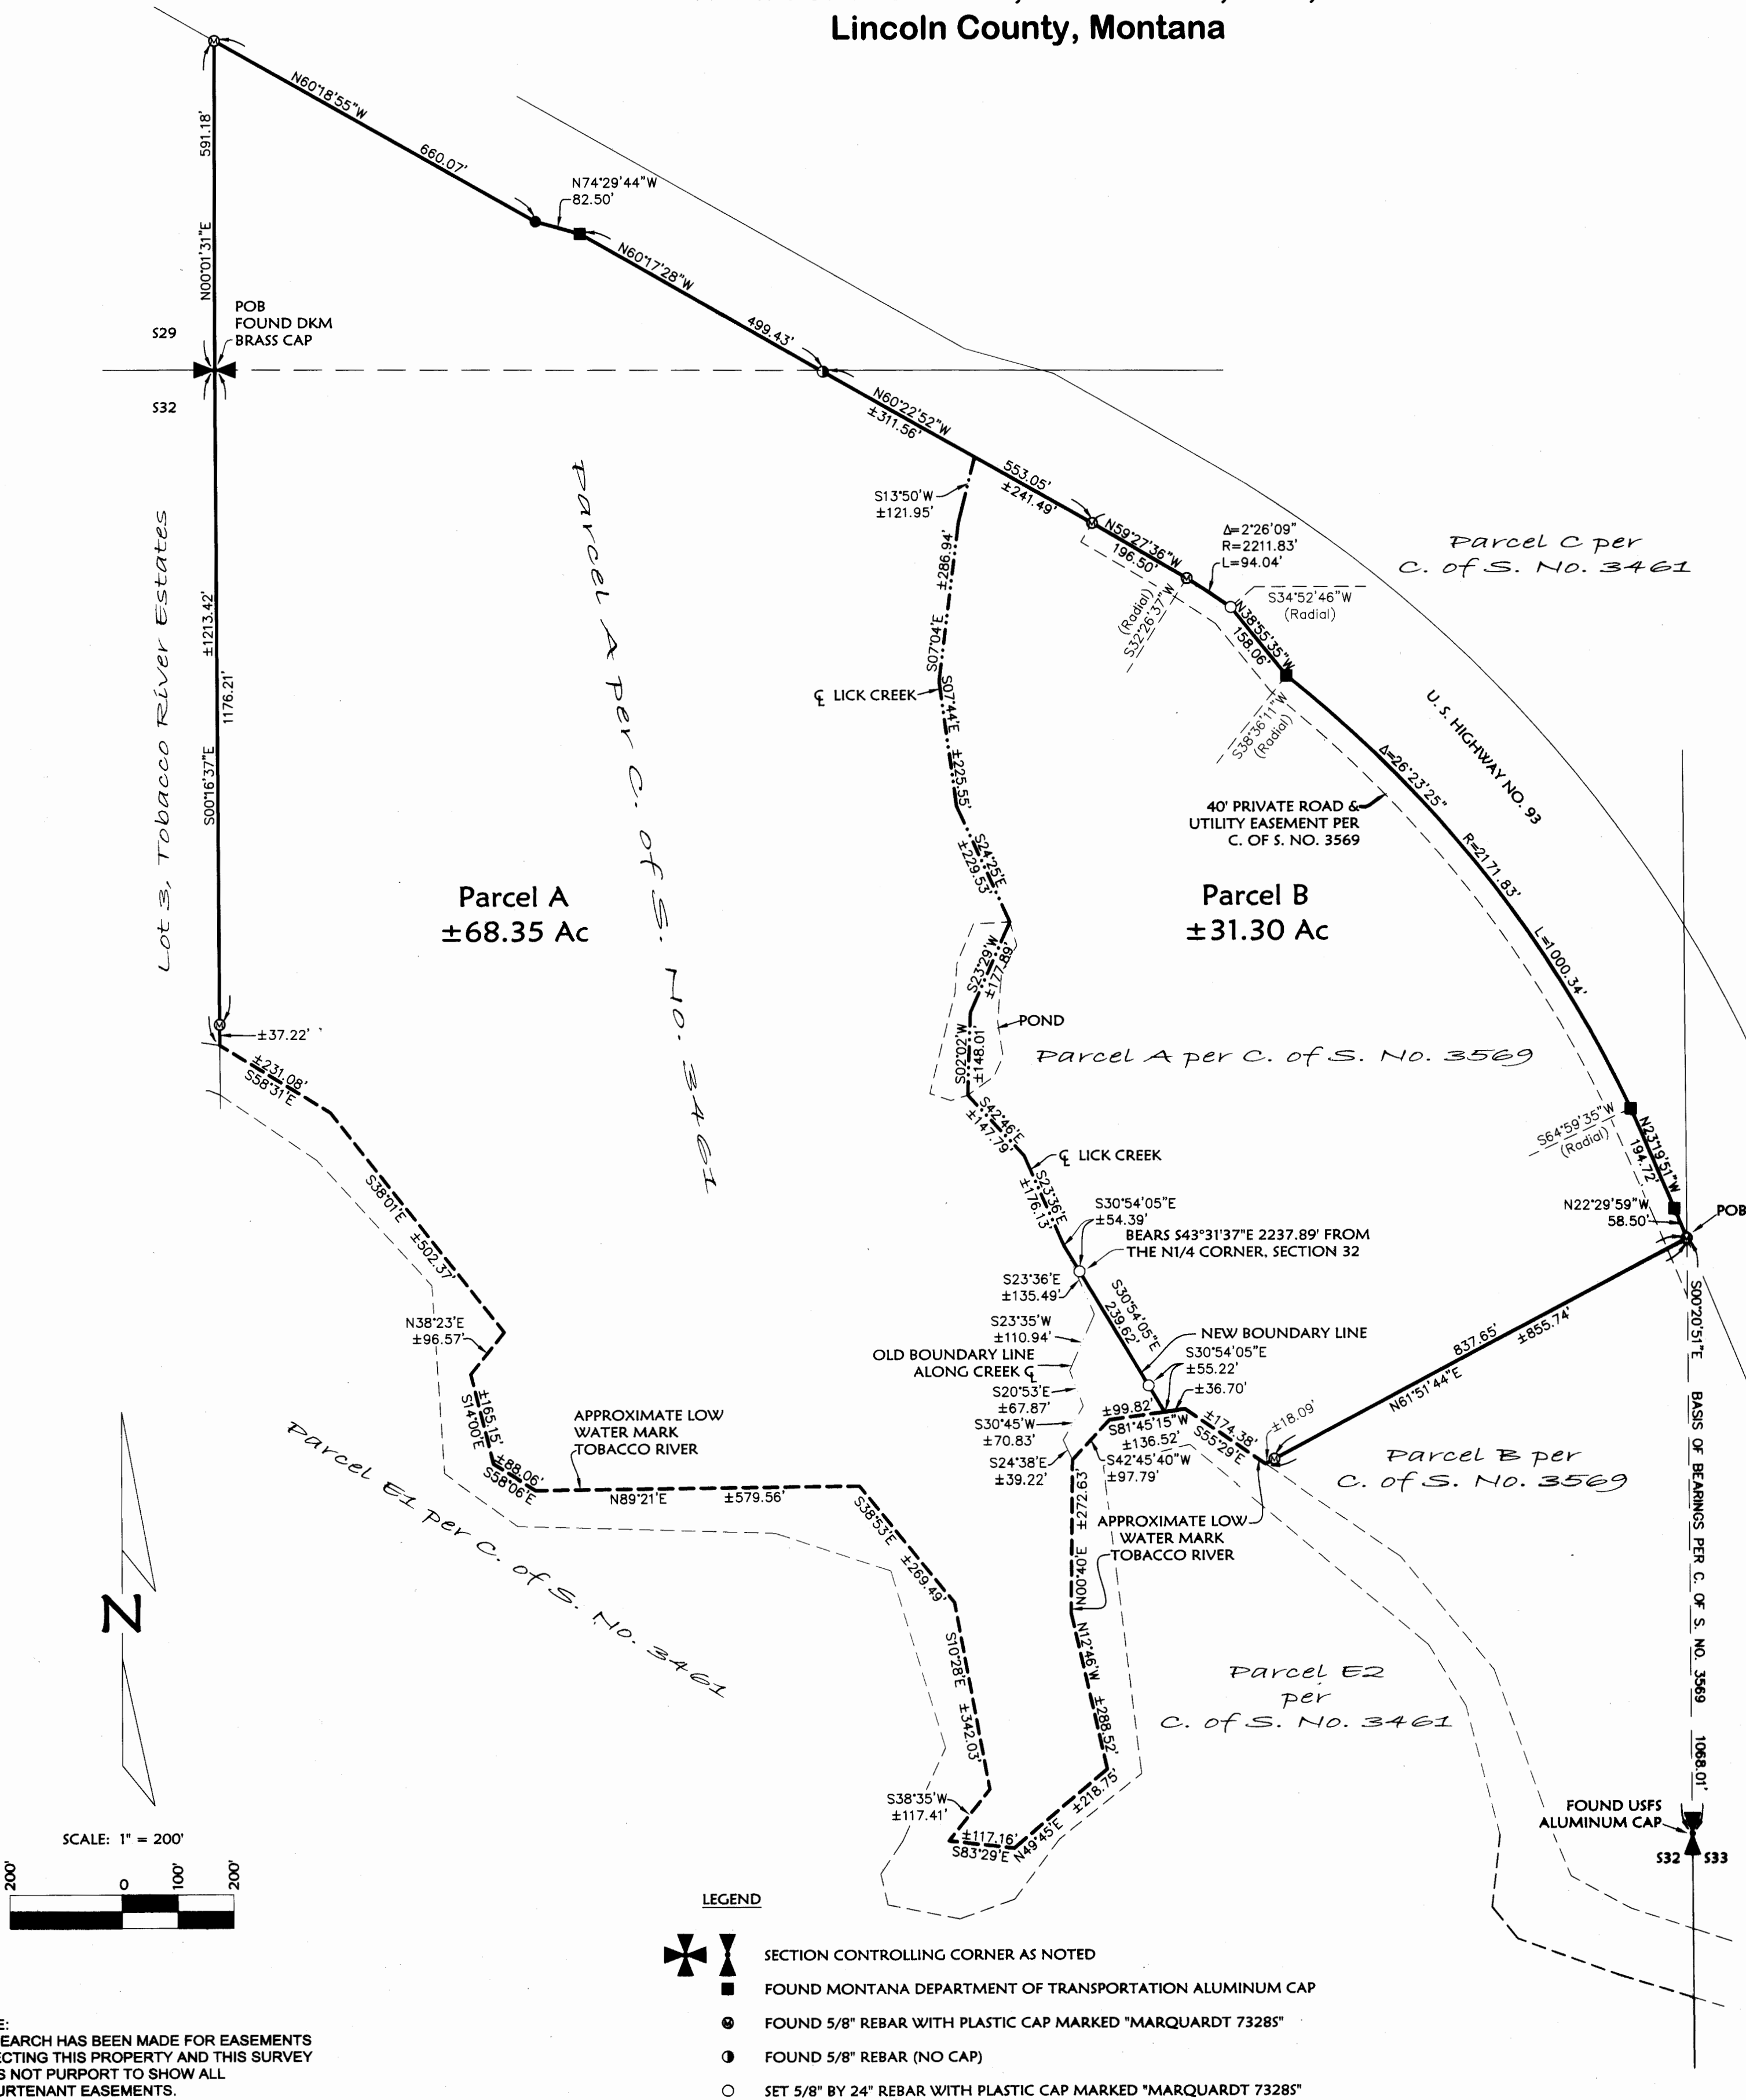 Lincoln County, Montana
N60°18'55"W
660.07'
591.18'
N00°01'31"E
N74°29'44"W
82.50'
N60°17'28"W
499.43'
POB
FOUND DKM
BRASS CAP
S29
S32
N60°22'52"W
±311.56'
553.05'
±241.49'
S13°50'W
±121.95'
N59°27'36"W
196.50'
Δ=2°26'09"
R=2211.83'
L=94.04'
S34°52'46"W
(Radial)
(Radial)
S32°26'37"W
N38°55'35"W
158.06'
S38°36'11"W
(Radial)
Parcel C per
C. of S. No. 3461
U. S. HIGHWAY NO. 93
Δ=26°23'25"
R=2171.83'
L=1000.34'
40' PRIVATE ROAD &
UTILITY EASEMENT PER
C. OF S. NO. 3569
Lot 3, Tobacco River Estates
±1213.42'
1176.21'
S00°16'37"E
Parcel A per C. of S. No. 3461
±286.94'
S07°04'E
℄ LICK CREEK
S07°44'E ±225.55'
S24°25'E
±229.53'
Parcel A
±68.35 Ac
Parcel B
±31.30 Ac
S23°29'W
±177.89'
POND
S02°02'W
±148.01'
Parcel A per C. of S. No. 3569
S42°46'E
±147.79'
℄ LICK CREEK
S23°36'E
±176.13'
S30°54'05"E
±54.39'
BEARS S43°31'37"E 2237.89' FROM
THE N1/4 CORNER, SECTION 32
S64°59'35"W
(Radial)
N23°19'51"W
194.72'
N22°29'59"W
58.50'
POB
±37.22'
±231.08'
S58°31'E
S38°01'E
±502.37'
N38°23'E
±96.57'
±165.15'
S14°00'E
±88.06'
S58°06'E
APPROXIMATE LOW
WATER MARK
TOBACCO RIVER
N89°21'E ±579.56'
S23°36'E
±135.49'
S23°35'W
±110.94'
OLD BOUNDARY LINE
ALONG CREEK ℄
S20°53'E
±67.87'
S30°45'W
±70.83'
S24°38'E
±39.22'
S30°54'05"E
239.62'
NEW BOUNDARY LINE
S30°54'05"E
±55.22'
±36.70'
±99.82'
S81°45'15"W
±136.52'
S42°45'40"W
±97.79'
±174.38'
S55°29'E
±18.09'
837.65'
±855.74'
N61°51'44"E
Parcel B per
C. of S. No. 3569
S00°20'51"E BASIS OF BEARINGS PER C. OF S. NO. 3569 1068.01'
APPROXIMATE LOW
WATER MARK
TOBACCO RIVER
Parcel E1 per C. of S. No. 3461
S38°53'E
±269.49'
S10°28'E ±342.03'
N00°40'E ±272.63'
N12°46'W ±288.52'
Parcel E2
per
C. of S. No. 3461
S38°35'W
±117.41'
±117.16'
S83°29'E
N49°45'E ±218.75'
FOUND USFS
ALUMINUM CAP
S32 S33
N
SCALE: 1" = 200'
200' 0 100' 200'
LEGEND
SECTION CONTROLLING CORNER AS NOTED
FOUND MONTANA DEPARTMENT OF TRANSPORTATION ALUMINUM CAP
M FOUND 5/8" REBAR WITH PLASTIC CAP MARKED "MARQUARDT 7328S"
FOUND 5/8" REBAR (NO CAP)
SET 5/8" BY 24" REBAR WITH PLASTIC CAP MARKED "MARQUARDT 7328S"
E:
EARCH HAS BEEN MADE FOR EASEMENTS
ECTING THIS PROPERTY AND THIS SURVEY
S NOT PURPORT TO SHOW ALL
URTENANT EASEMENTS.